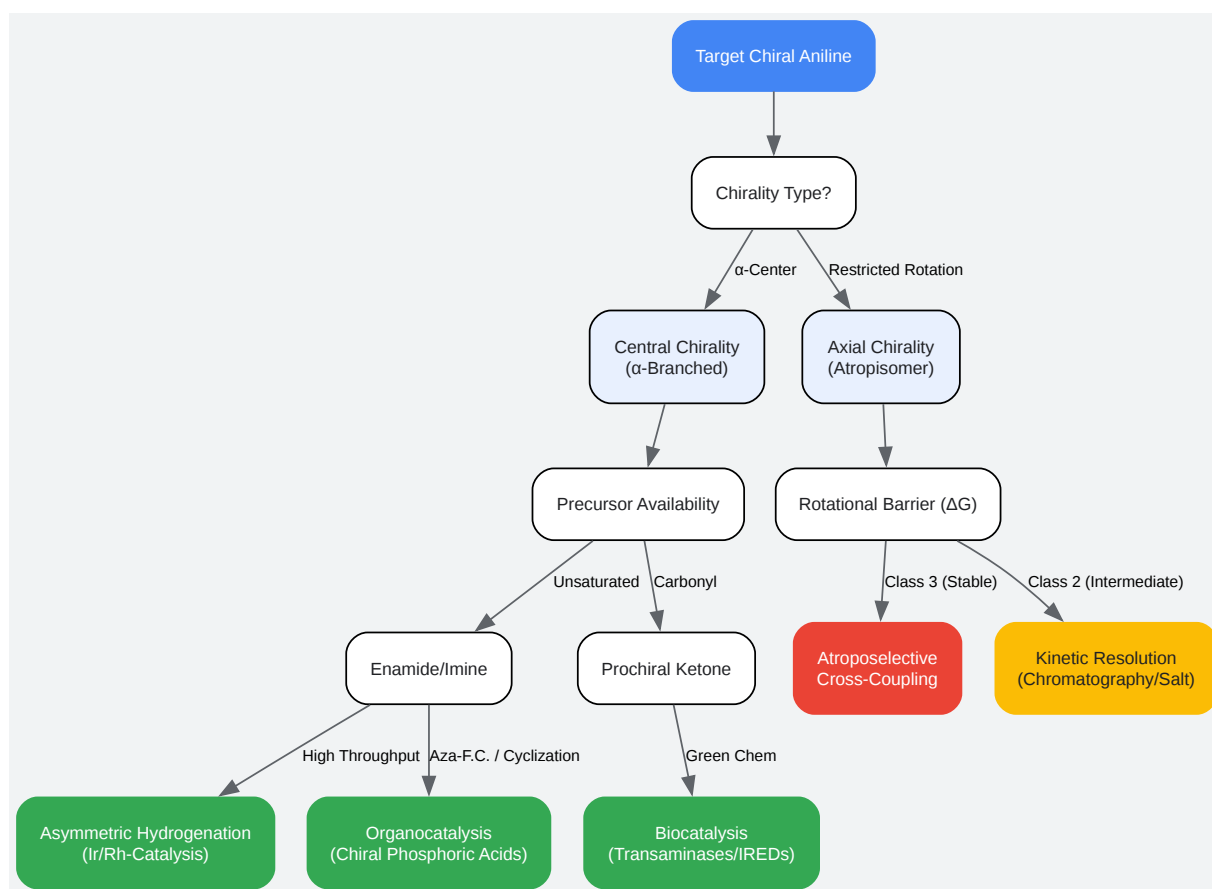 Target Chiral Aniline
Chirality Type?
α-Center
Restricted Rotation
Central Chirality
(α-Branched)
Axial Chirality
(Atropisomer)
Precursor Availability
Rotational Barrier (ΔG)
Unsaturated
Carbonyl
Class 3 (Stable)
Class 2 (Intermediate)
Enamide/Imine
Prochiral Ketone
Atroposelective
Cross-Coupling
Kinetic Resolution
(Chromatography/Salt)
High Throughput
Aza-F.C. / Cyclization
Green Chem
Asymmetric Hydrogenation
(Ir/Rh-Catalysis)
Organocatalysis
(Chiral Phosphoric Acids)
Biocatalysis
(Transaminases/IREDs)